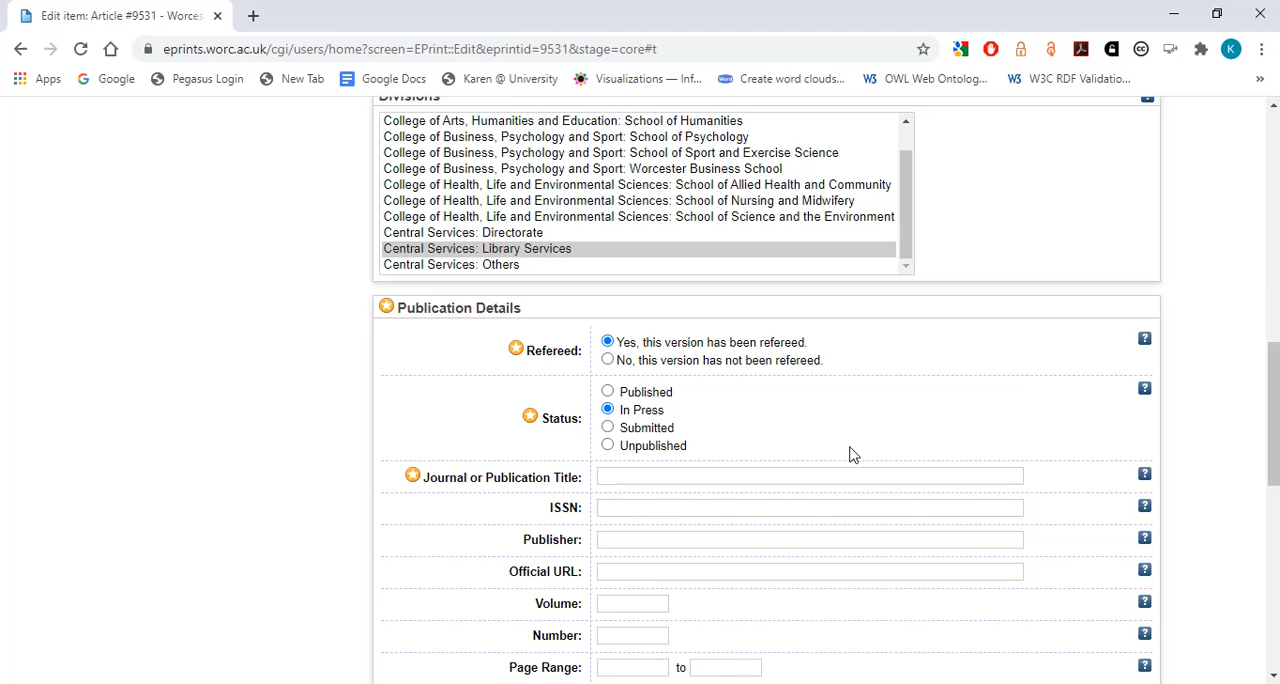 Edit item: Article #9531 - Worces
eprints.worc.ac.uk/cgi/users/home?screen=EPrint::Edit&eprintid=9531&stage=core#t
K
Apps Google Pegasus Login New Tab Google Docs Karen @ University Visualizations — Inf... Create word clouds... W3 OWL Web Ontolog... W3 W3C RDF Validatio... »
Divisions
College of Arts, Humanities and Education: School of Humanities
College of Business, Psychology and Sport: School of Psychology
College of Business, Psychology and Sport: School of Sport and Exercise Science
College of Business, Psychology and Sport: Worcester Business School
College of Health, Life and Environmental Sciences: School of Allied Health and Community
College of Health, Life and Environmental Sciences: School of Nursing and Midwifery
College of Health, Life and Environmental Sciences: School of Science and the Environment
Central Services: Directorate
Central Services: Library Services
Central Services: Others
Publication Details
Refereed:
Yes, this version has been refereed.
No, this version has not been refereed.
Status:
Published
In Press
Submitted
Unpublished
Journal or Publication Title:
ISSN:
Publisher:
Official URL:
Volume:
Number:
Page Range: to